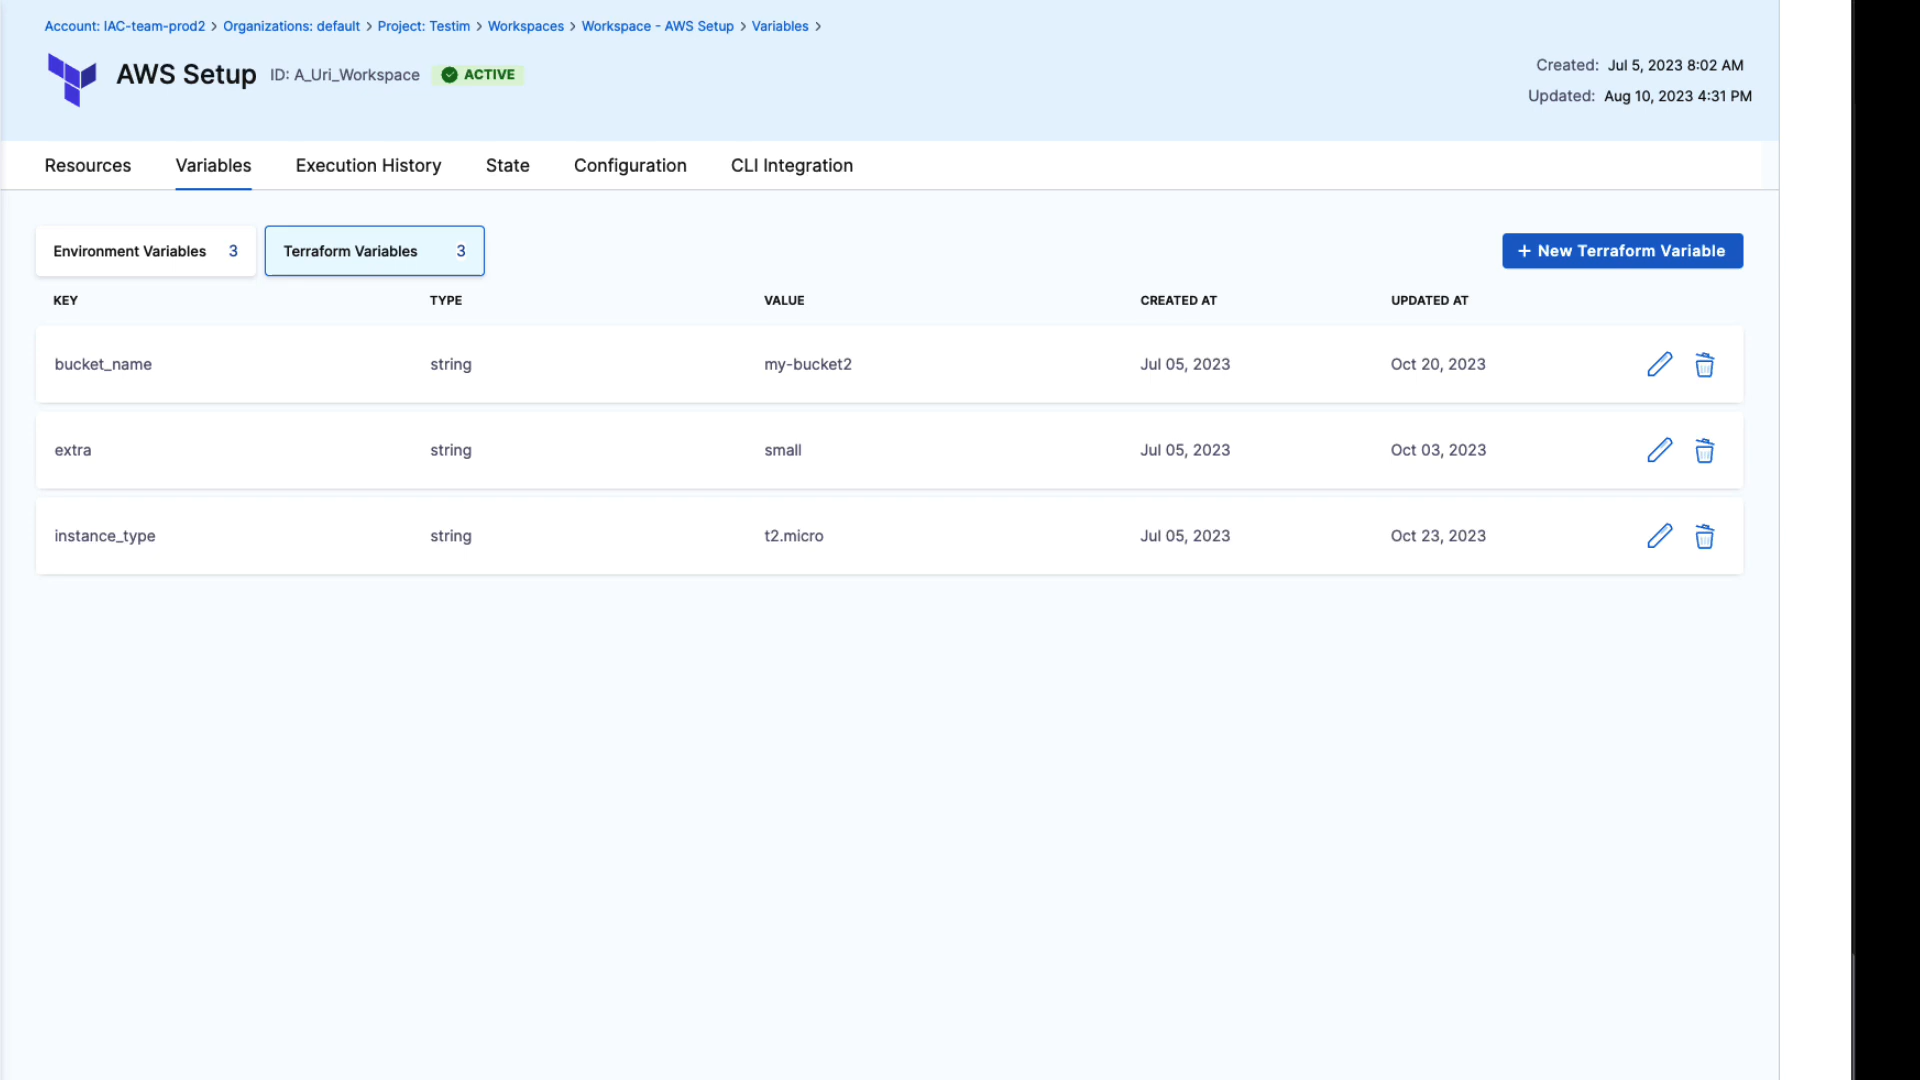 Account: IAC-team-prod2 > Organizations: default > Project: Testim > Workspaces > Workspace - AWS Setup > Variables >
AWS Setup ID: A_Uri_Workspace ACTIVE
Created: Jul 5, 2023 8:02 AM
Updated: Aug 10, 2023 4:31 PM
Resources Variables Execution History State Configuration CLI Integration
Environment Variables 3 Terraform Variables 3 + New Terraform Variable
KEY TYPE VALUE CREATED AT UPDATED AT
bucket_name string my-bucket2 Jul 05, 2023 Oct 20, 2023
extra string small Jul 05, 2023 Oct 03, 2023
instance_type string t2.micro Jul 05, 2023 Oct 23, 2023